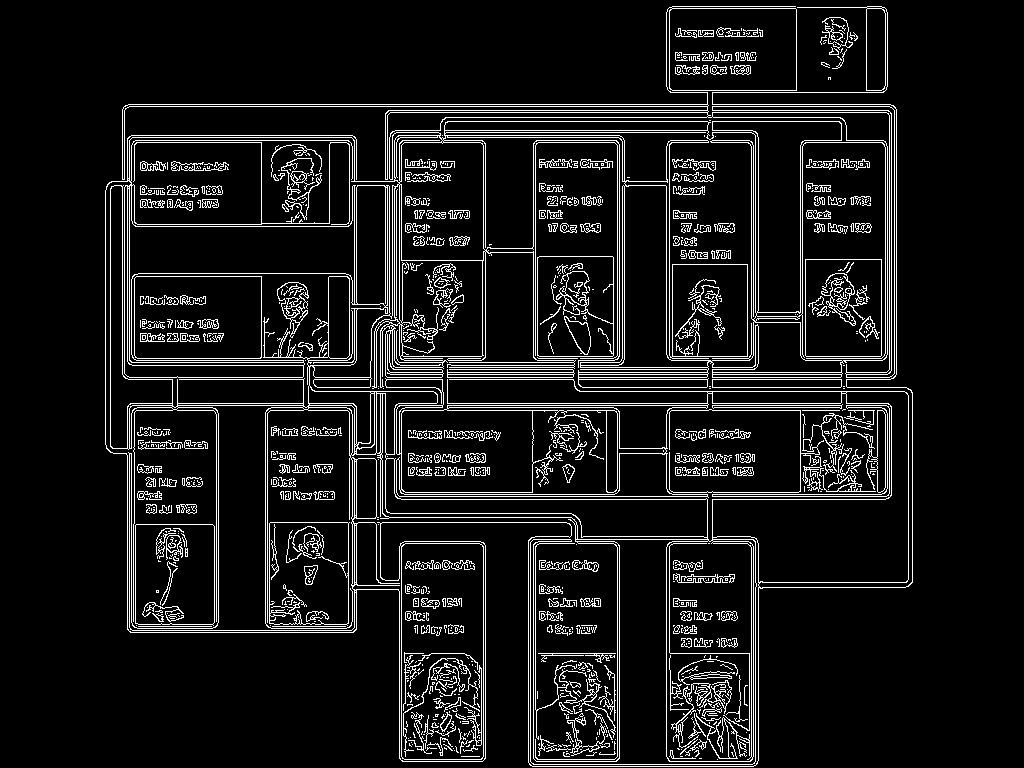 Jacques Offenbach
Born: 20 Jun 1819
Died: 5 Oct 1880
Dmitri Shostakovich
Born: 25 Sep 1906
Died: 9 Aug 1975
Ludwig van
Beethoven
Born:
17 Dec 1770
Died:
26 Mar 1827
Frédéric Chopin
Born:
22 Feb 1810
Died:
17 Oct 1849
Wolfgang
Amadeus
Mozart
Born:
27 Jan 1756
Died:
5 Dec 1791
Joseph Haydn
Born:
31 Mar 1732
Died:
31 May 1809
Maurice Ravel
Born: 7 Mar 1875
Died: 28 Dec 1937
Johann
Sebastian Bach
Born:
21 Mar 1685
Died:
28 Jul 1750
Franz Schubert
Born:
31 Jan 1797
Died:
19 Nov 1828
Modest Mussorgsky
Born: 9 Mar
Died: 28 Mar 1881
Sergei Prokofiev
Born: 23 Apr 1891
Died: 5 Mar 1953
Antonín Dvořák
Born:
8 Sep 1841
Died:
1 May 1904
Edvard Grieg
Born:
15 Jun 1843
Died:
4 Sep 1907
Sergei
Rachmaninoff
Born:
Mar 1873
Died:
28 Mar 1943